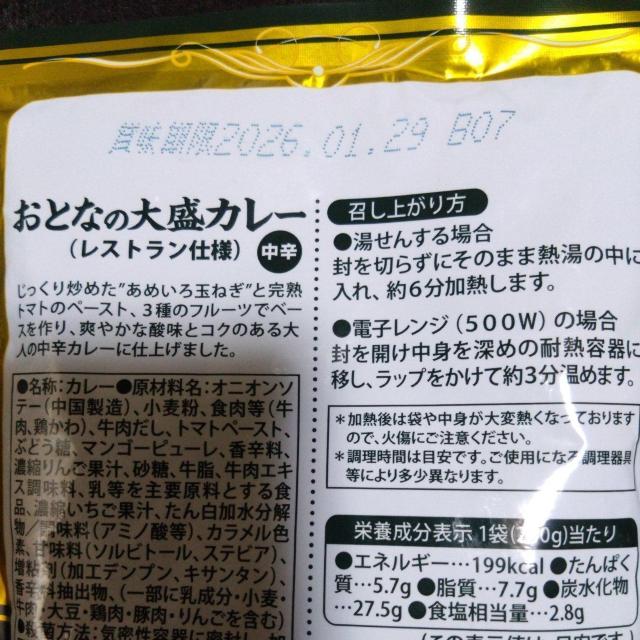 賞味期限2026.01.29 B07
おとなの大盛カレー
（レストラン仕様） 中辛
じっくり炒めた"あめいろ玉ねぎ"と完熟
トマトのペースト、3種のフルーツでベー
スを作り、爽やかな酸味とコクのある大
人の中辛カレーに仕上げました。
●名称：カレー●原材料名：オニオンソ
テー（中国製造）、小麦粉、食肉等（牛
肉、鶏かわ）、牛肉だし、トマトペースト、
ぶどう糖、マンゴーピューレ、香辛料、
濃縮りんご果汁、砂糖、牛脂、牛肉エキ
ス調味料、乳等を主要原料とする食
品、濃縮いちご果汁、たん白加水分解
物／調味料（アミノ酸等）、カラメル色
素、甘味料（ソルビトール、ステビア）、
増粘剤（加工デンプン、キサンタン）、
香辛料抽出物、（一部に乳成分・小麦・
牛肉・大豆・鶏肉・豚肉・りんごを含む）
●殺菌方法：気密性容器に密封し、加
召し上がり方
●湯せんする場合
封を切らずにそのまま熱湯の中に
入れ、約6分加熱します。
●電子レンジ（500W）の場合
封を開け中身を深めの耐熱容器に
移し、ラップをかけて約3分温めます。
＊加熱後は袋や中身が大変熱くなっております
ので、火傷にご注意ください。
＊調理時間は目安です。ご使用になる調理器具
等により多少異なります。
栄養成分表示 1袋(0g)当たり
●エネルギー…199kcal ●たんぱく
質…5.7g ●脂質…7.7g ●炭水化物
…27.5g ●食塩相当量…2.8g